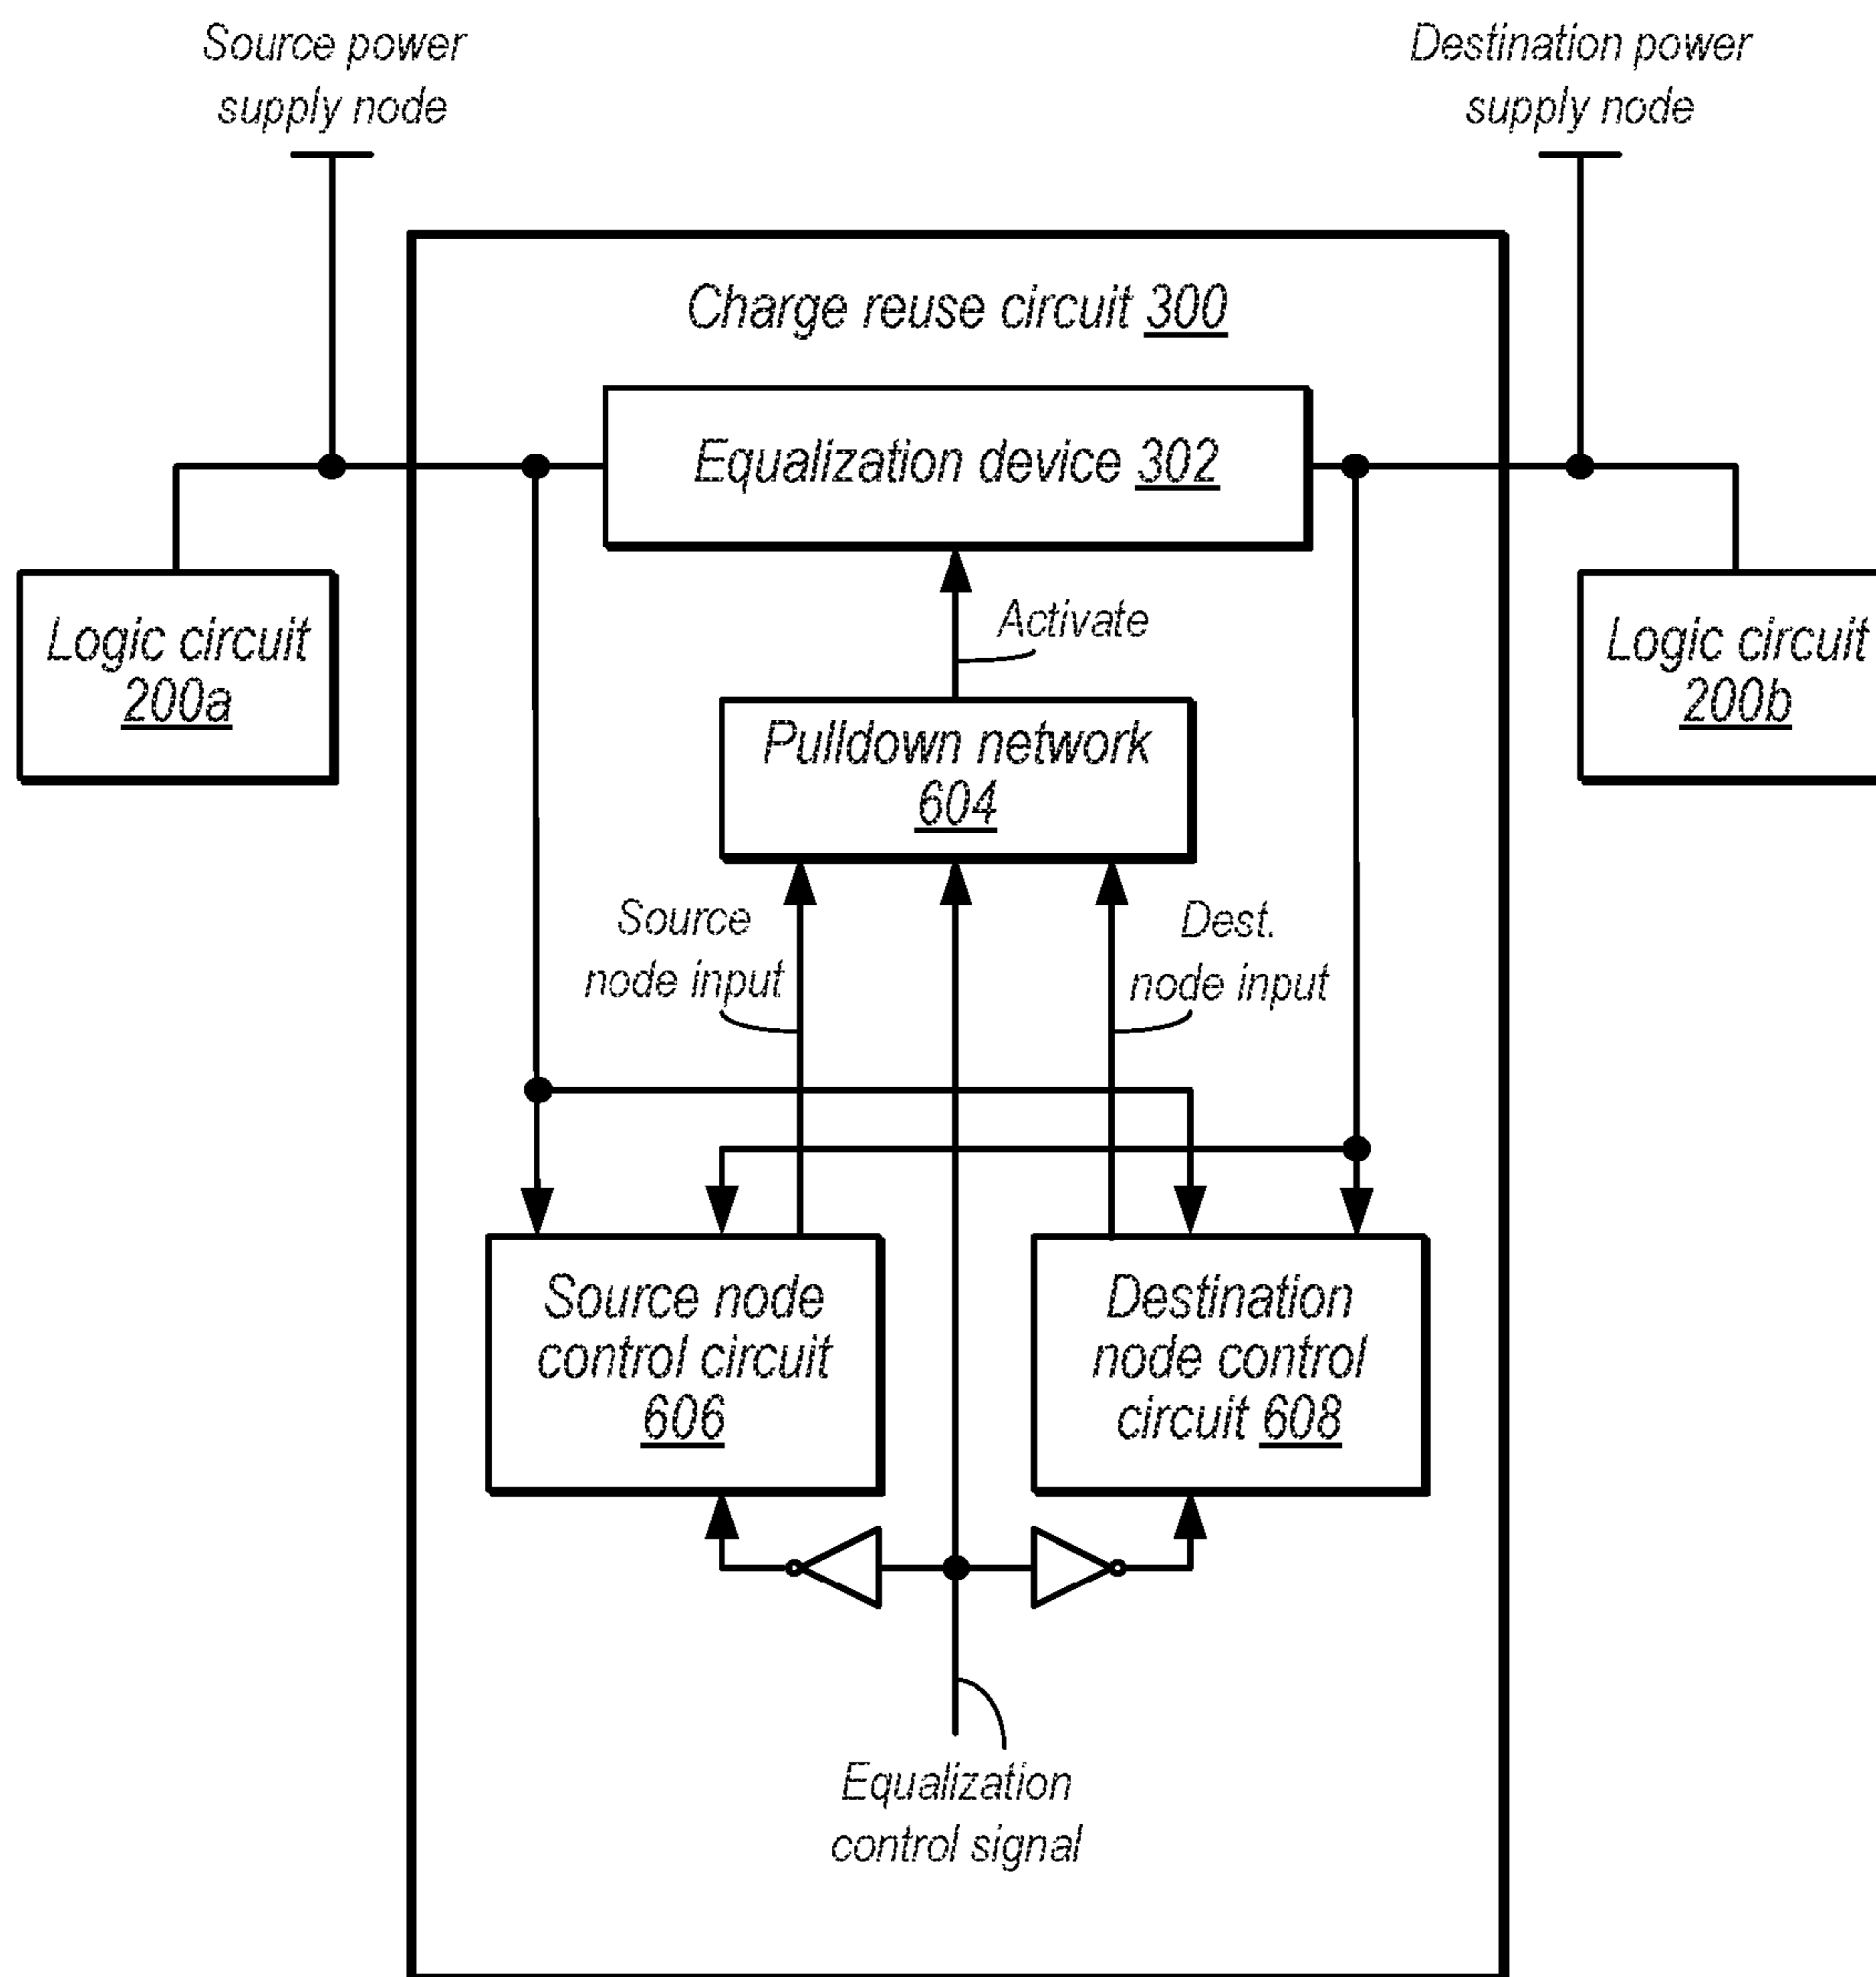 Source power
supply node
Destination power
supply node
Charge reuse circuit 300
Equalization device 302
Logic circuit
200a
Activate
Logic circuit
200b
Pulldown network
604
Source
node input
Dest.
node input
Source node
control circuit
606
Destination
node control
circuit 608
Equalization
control signal